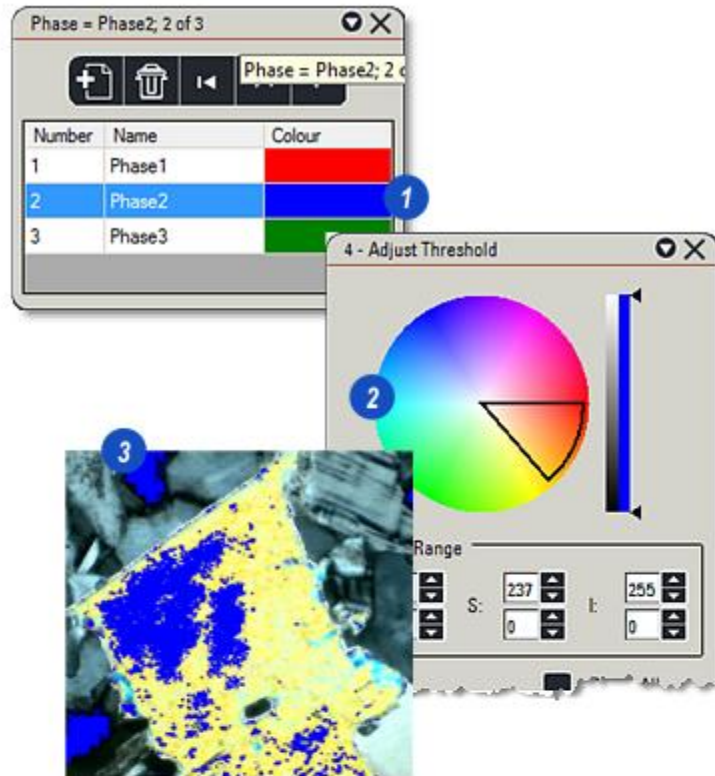 Phase = Phase2; 2 of 3
Phase = Phase2; 2
Number Name Colour
1 Phase1
2 Phase2
3 Phase3
1
4 - Adjust Threshold
2
3
Range
S: 237 I: 255
0 0
All